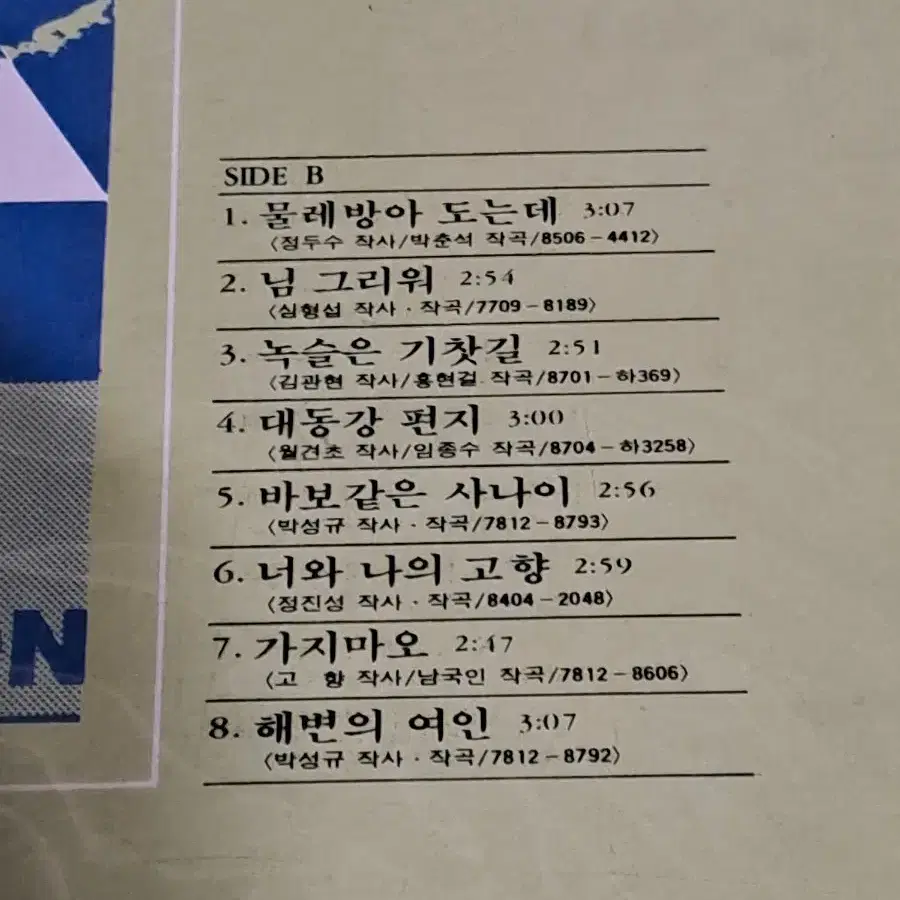 SIDE B
1. 물레방아 도는데 3:07
〈정두수 작사/박춘석 작곡/8506-4412〉
2. 님 그리워 2:54
〈심형섭 작사·작곡/7709-8189〉
3. 녹슬은 기찻길 2:51
〈김관현 작사/홍현걸 작곡/8701-하369〉
4. 대동강 편지 3:00
〈월견초 작사/임종수 작곡/8704-하3258〉
5. 바보같은 사나이 2:56
〈박성규 작사·작곡/7812-8793〉
6. 너와 나의 고향 2:59
〈정진성 작사·작곡/8404-2048〉
7. 가지마오 2:47
〈고 향 작사/남국인 작곡/7812-8606〉
8. 해변의 여인 3:07
〈박성규 작사·작곡/7812-8792〉
N